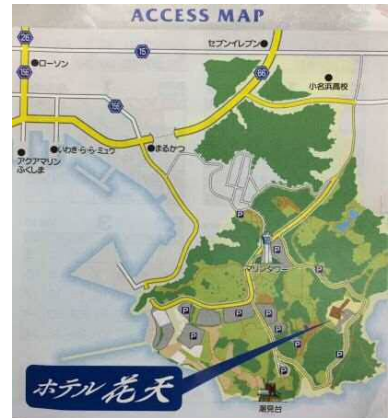 ACCESS MAP
セブンイレブン
26
15
ローソン
156
66
小名浜高校
156
いわき・ら・ら・ミュウ
まるかつ
アクアマリン
ふくしま
P
P
マリンタワー
P
P
P
P
P
P
P
P
P
ホテル 花天
潮見台